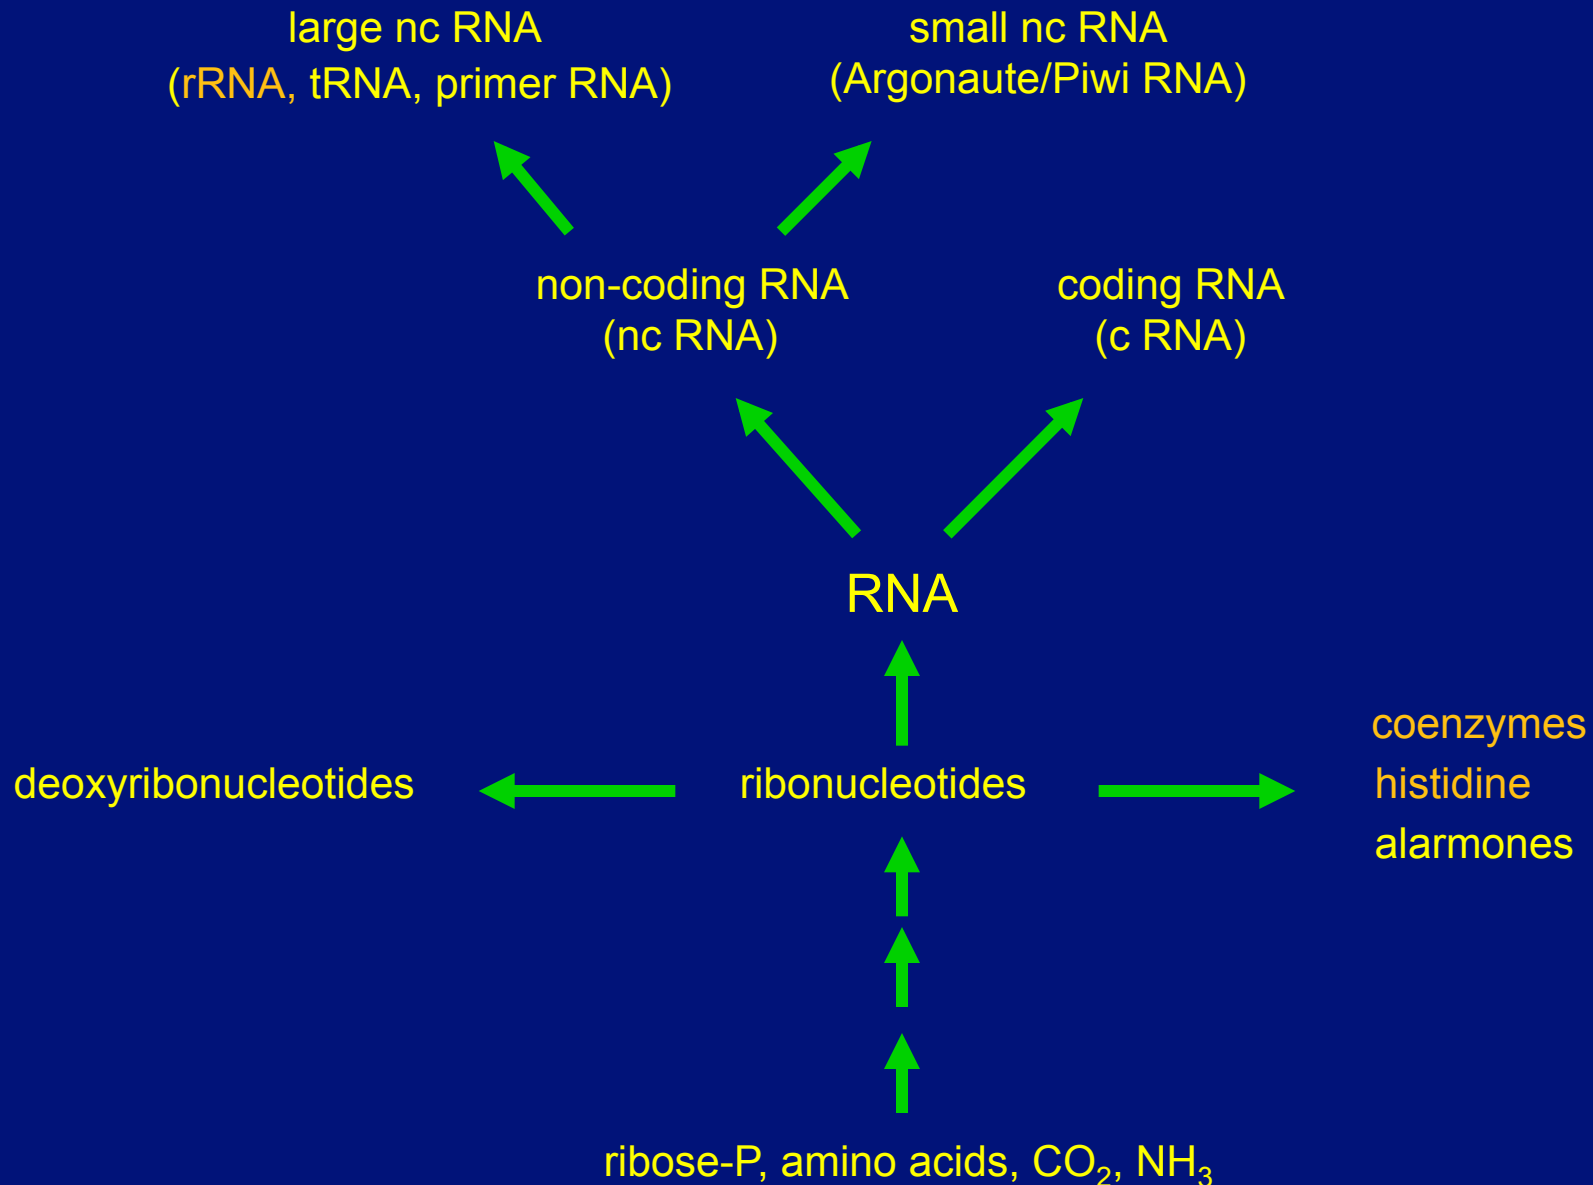 large nc RNA
(rRNA, tRNA, primer RNA)
small nc RNA
(Argonaute/Piwi RNA)
non-coding RNA
(nc RNA)
coding RNA
(c RNA)
RNA
deoxyribonucleotides
ribonucleotides
coenzymes
histidine
alarmones
ribose-P, amino acids, CO₂, NH₃